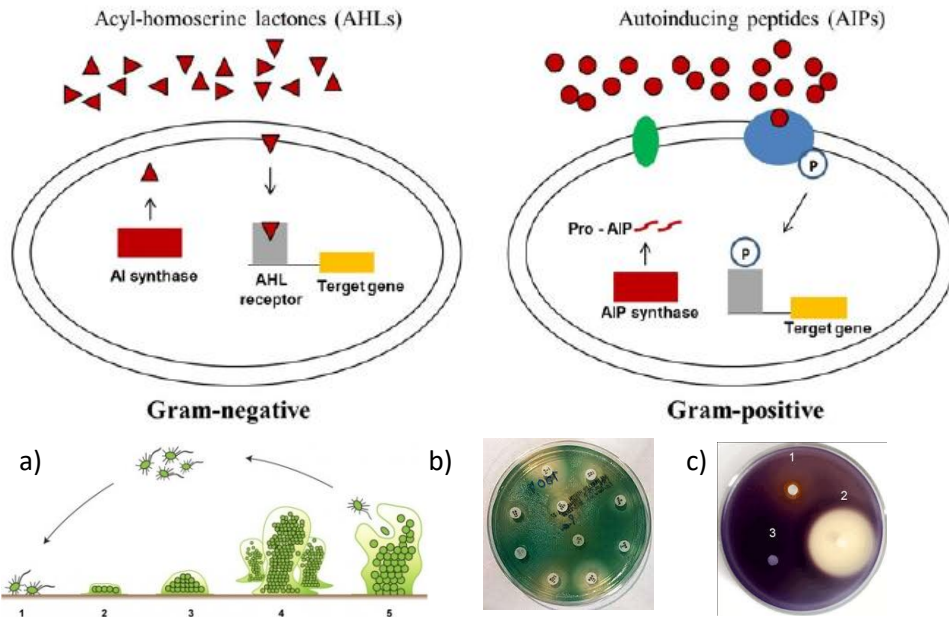 Acyl-homoserine lactones (AHLs)
AI synthase
AHL
receptor
Terget gene
Gram-negative
Autoinducing peptides (AIPs)
P
Pro - AIP
P
AIP synthase
Terget gene
Gram-positive
a)
1 2 3 4 5
b)
c)
1
2
3